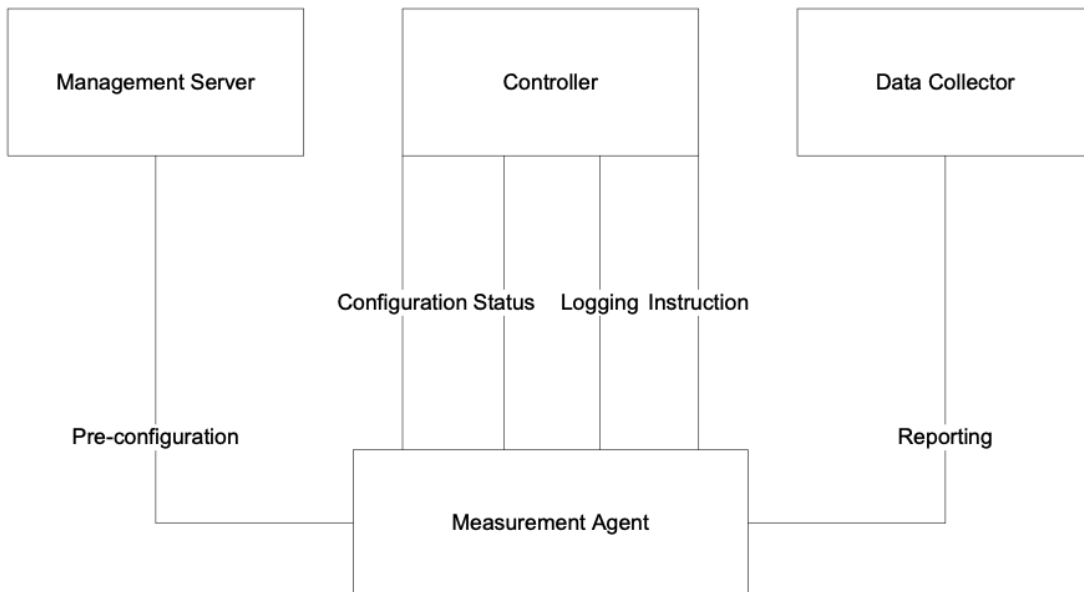 Management Server
Controller
Data Collector
Configuration
Status
Logging
Instruction
Pre-configuration
Reporting
Measurement Agent